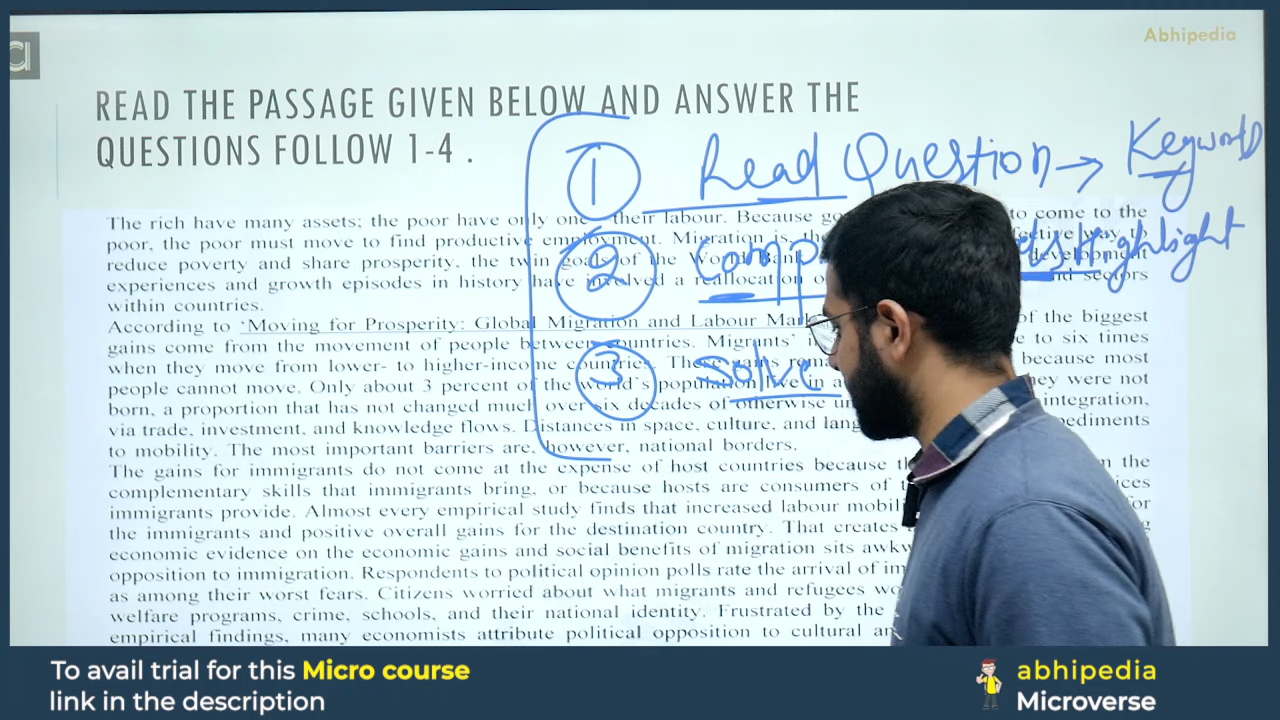 Abhipedia
a
READ THE PASSAGE GIVEN BELOW AND ANSWER THE
QUESTIONS FOLLOW 1-4 .
① Read Question → Keyword
② Comp Highlight
③ Solve
The rich have many assets; the poor have only one – their labour. Because to come to the
poor, the poor must move to find productive employment. Migration is, effective way to
reduce poverty and share prosperity, the twin goals of the World Bank development
experiences and growth episodes in history have involved a reallocation and sectors
within countries.
According to ‘Moving for Prosperity: Global Migration and Labour of the biggest
gains come from the movement of people between countries. Migrants’ to six times
when they move from lower- to higher-income countries. These gains because most
people cannot move. Only about 3 percent of the world’s population live in a they were not
born, a proportion that has not changed much over six decades of otherwise integration,
via trade, investment, and knowledge flows. Distances in space, culture, and impediments
to mobility. The most important barriers are, however, national borders.
The gains for immigrants do not come at the expense of host countries because the
complementary skills that immigrants bring, or because hosts are consumers of
immigrants provide. Almost every empirical study finds that increased labour for
the immigrants and positive overall gains for the destination country. That creates
economic evidence on the economic gains and social benefits of migration sits
opposition to immigration. Respondents to political opinion polls rate the arrival of
as among their worst fears. Citizens worried about what migrants and refugees
welfare programs, crime, schools, and their national identity. Frustrated by the
empirical findings, many economists attribute political opposition to cultural
To avail trial for this Micro course
link in the description
abhipedia
Microverse